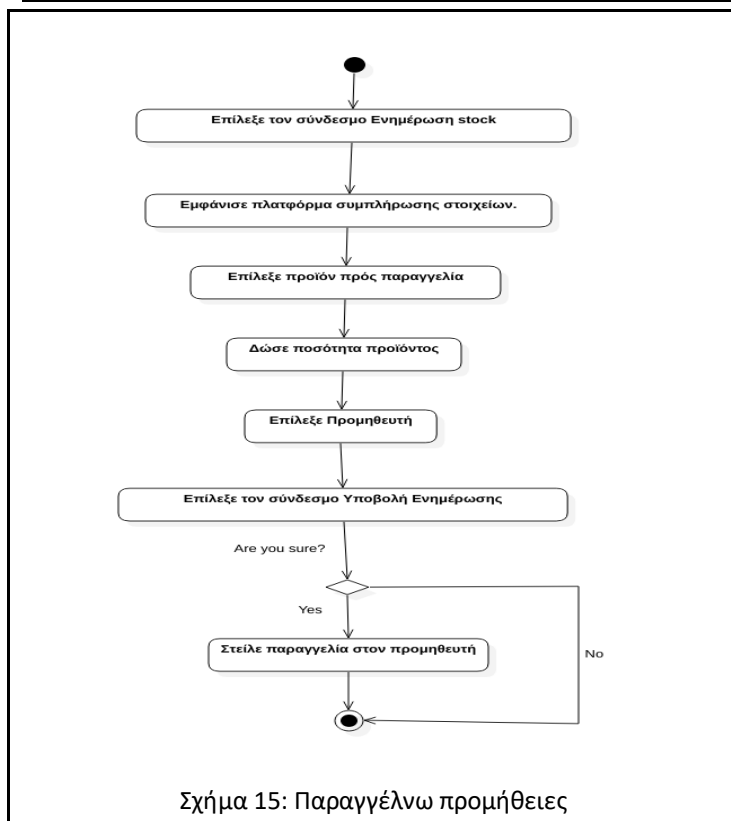 Επίλεξε τον σύνδεσμο Ενημέρωση stock
Εμφάνισε πλατφόρμα συμπλήρωσης στοιχείων.
Επίλεξε προϊόν πρός παραγγελία
Δώσε ποσότητα προϊόντος
Επίλεξε Προμηθευτή
Επίλεξε τον σύνδεσμο Υποβολή Ενημέρωσης
Are you sure?
Yes
Στείλε παραγγελία στον προμηθευτή
No
Σχήμα 15: Παραγγέλνω προμήθειες